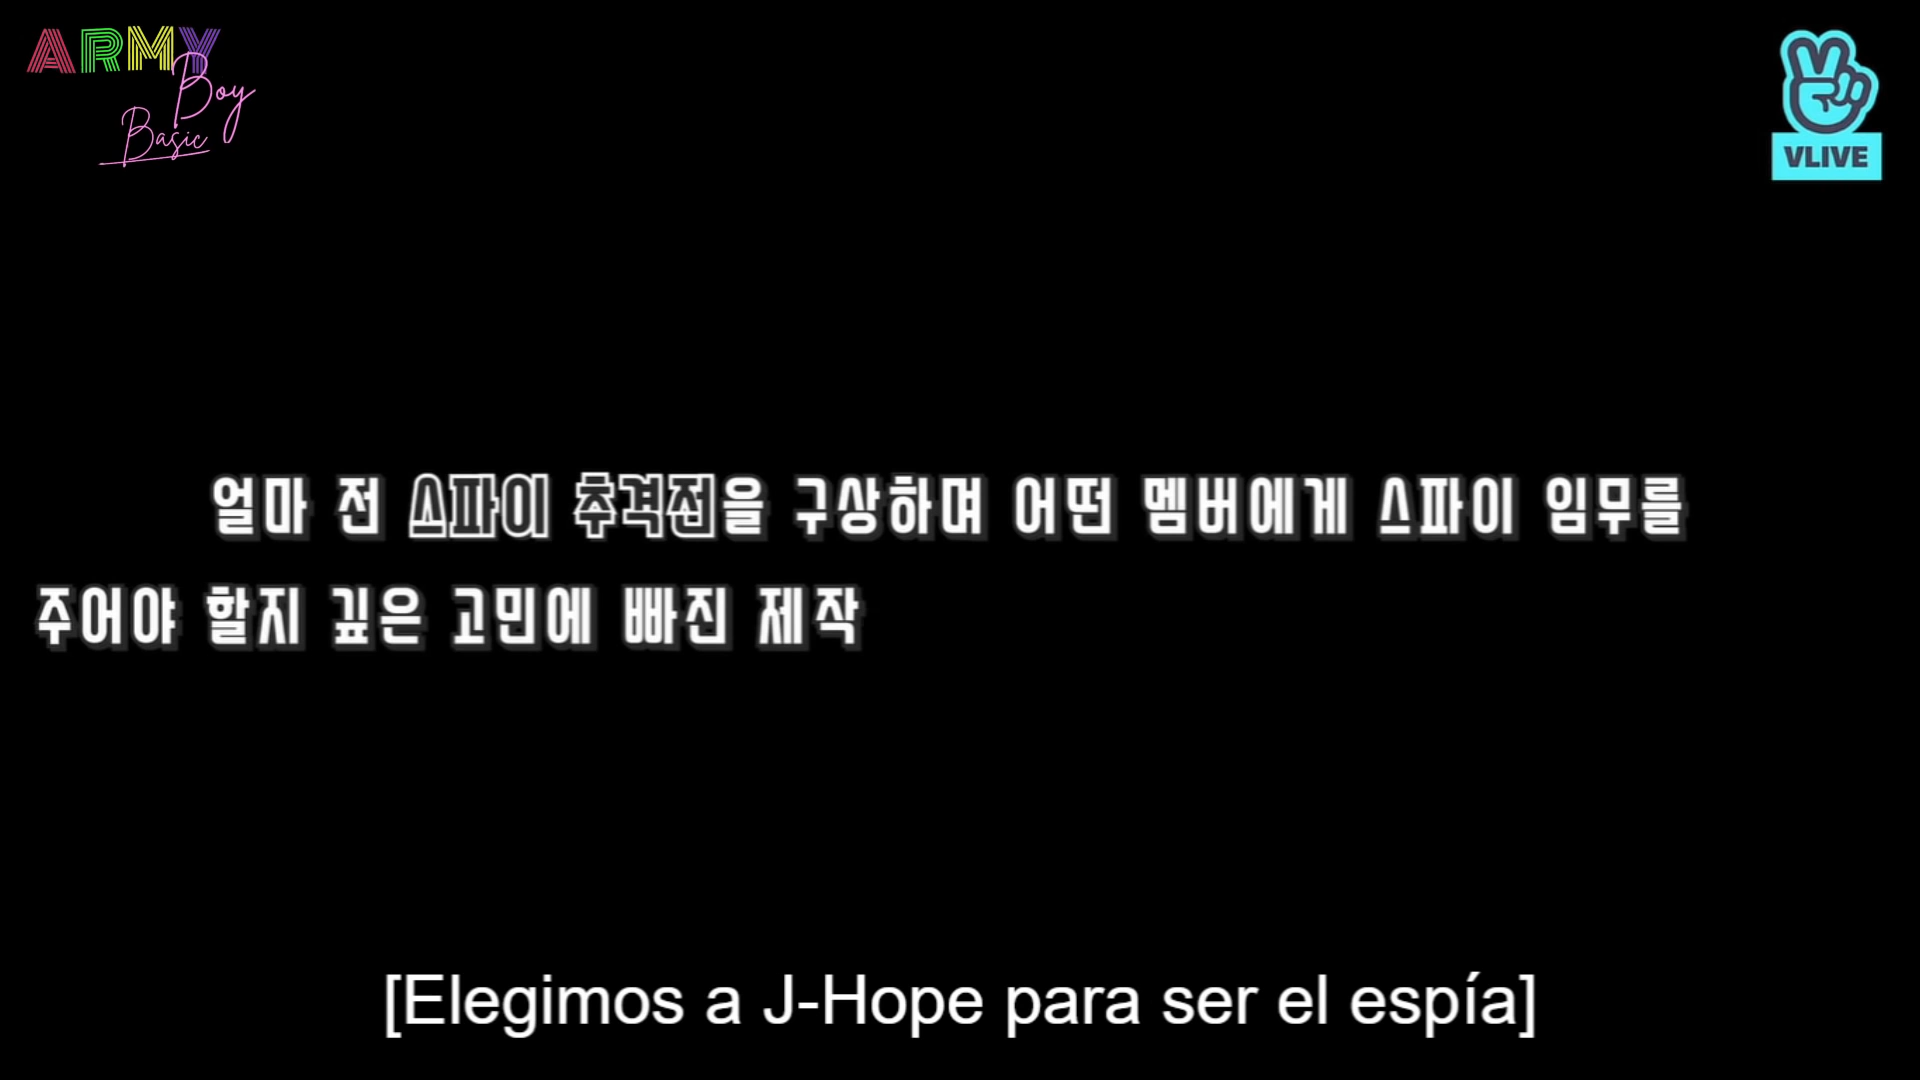 ARMY
Boy
Basic
VLIVE
얼마 전 스파이 추격전을 구상하며 어떤 멤버에게 스파이 임무를
주어야 할지 깊은 고민에 빠진 제작
[Elegimos a J-Hope para ser el espía]